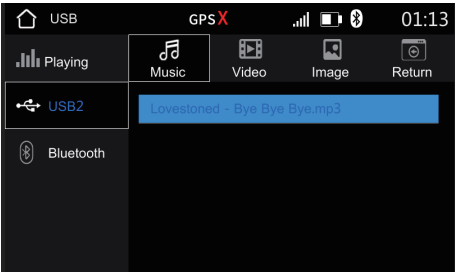 USB GPS X 01:13
Playing
Music Video Image Return
USB2
Lovestoned - Bye Bye Bye.mp3
Bluetooth